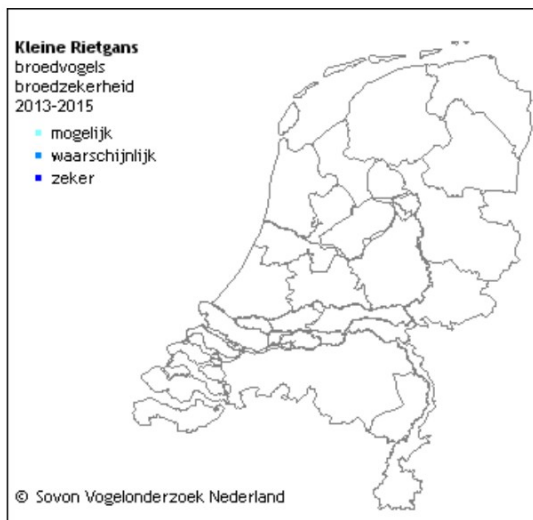 Kleine Rietgans
broedvogels
broedzekerheid
2013-2015
mogelijk
waarschijnlijk
zeker
© Sovon Vogelonderzoek Nederland